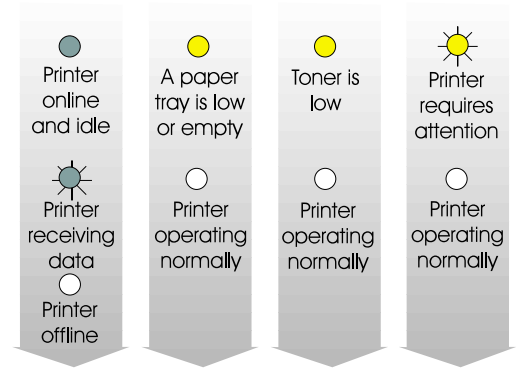 Printer
online
and idle
Printer
receiving
data
Printer
offline
A paper
tray is low
or empty
Printer
operating
normally
Toner is
low
Printer
operating
normally
Printer
requires
attention
Printer
operating
normally